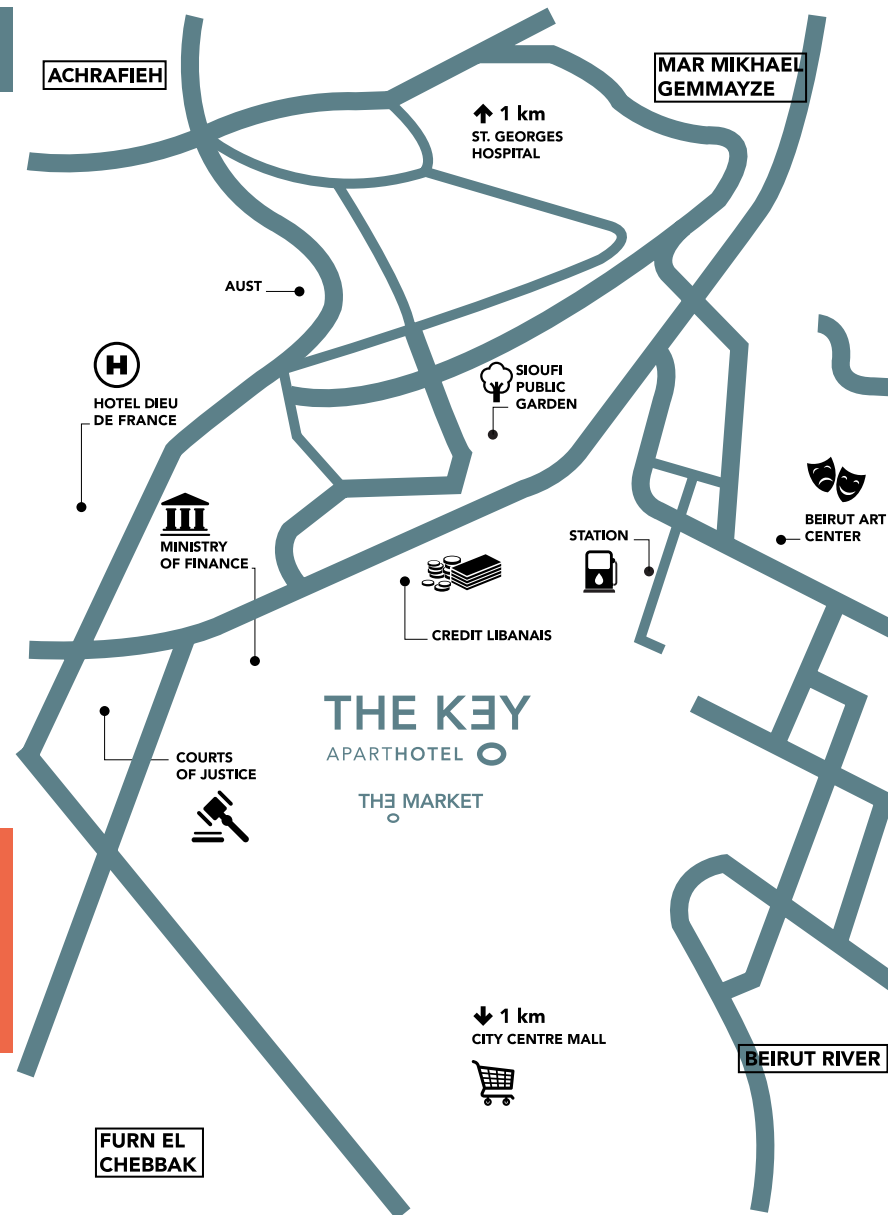 ACHRAFIEH
MAR MIKHAEL
GEMMAYZE
1 km
ST. GEORGES
HOSPITAL
AUST
H
HOTEL DIEU
DE FRANCE
SIOUFI
PUBLIC
GARDEN
MINISTRY
OF FINANCE
STATION
BEIRUT ART
CENTER
CREDIT LIBANAIS
THE KƎY
APARTHOTEL
COURTS
OF JUSTICE
THƎ MARKET
1 km
CITY CENTRE MALL
BEIRUT RIVER
FURN EL
CHEBBAK